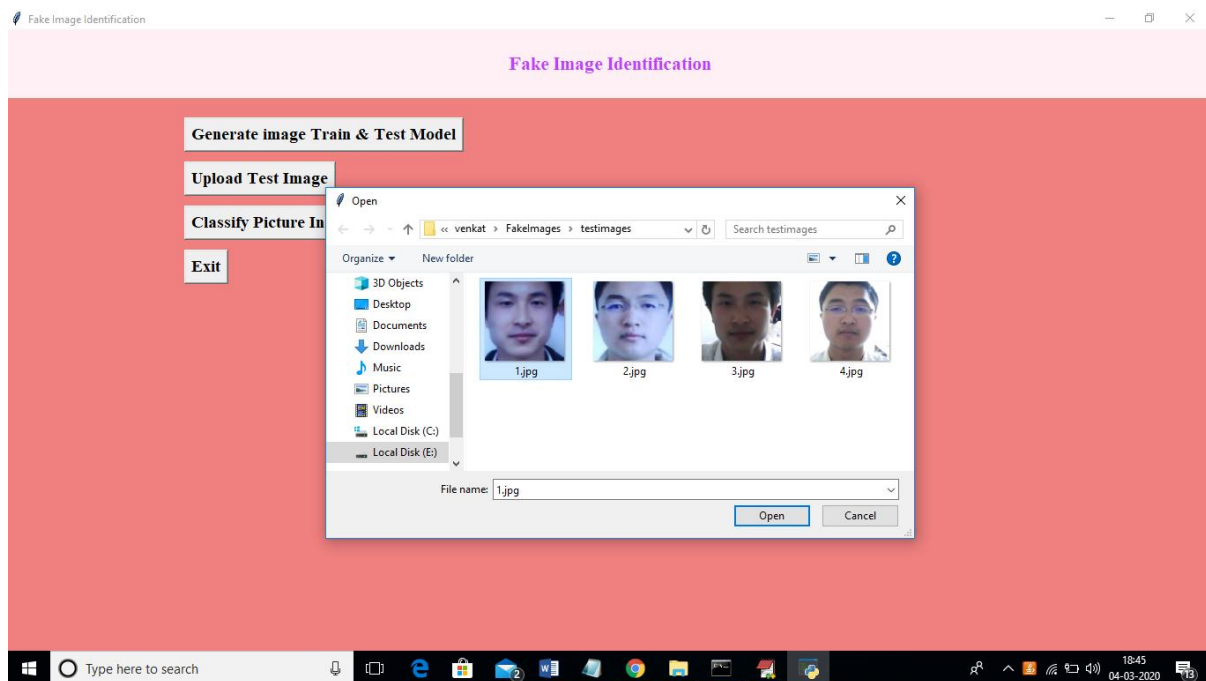 Fake Image Identification
Fake Image Identification
Generate image Train & Test Model
Upload Test Image
Classify Picture In
Exit
Open
« venkat › FakeImages › testimages
Search testimages
Organize
New folder
3D Objects
Desktop
Documents
Downloads
Music
Pictures
Videos
Local Disk (C:)
Local Disk (E:)
1.jpg
2.jpg
3.jpg
4.jpg
File name: 1.jpg
Open
Cancel
Type here to search
2
18:45
04-03-2020
13